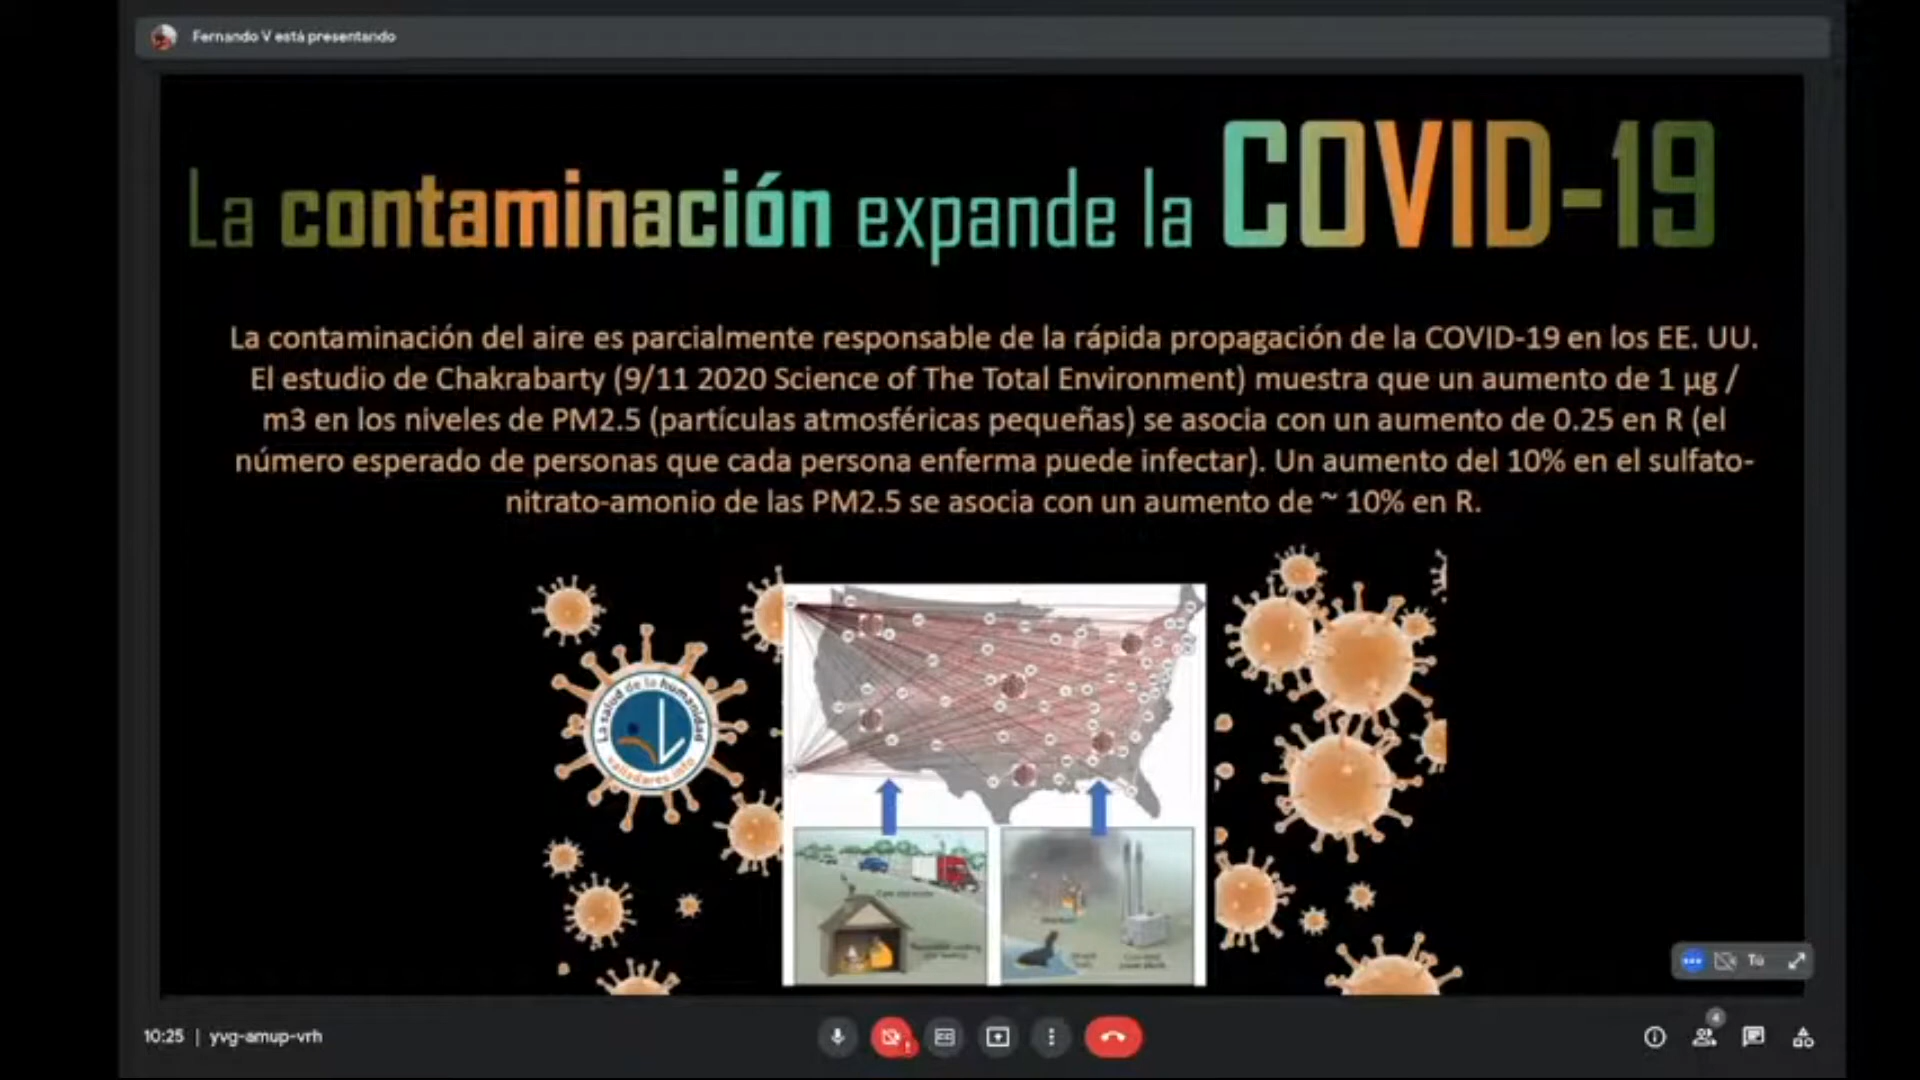 Fernando V está presentando
La contaminación expande la COVID-19
La contaminación del aire es parcialmente responsable de la rápida propagación de la COVID-19 en los EE. UU.
El estudio de Chakrabarty (9/11 2020 Science of The Total Environment) muestra que un aumento de 1 µg /
m3 en los niveles de PM2.5 (partículas atmosféricas pequeñas) se asocia con un aumento de 0.25 en R (el
número esperado de personas que cada persona enferma puede infectar). Un aumento del 10% en el sulfato-
nitrato-amonio de las PM2.5 se asocia con un aumento de ~ 10% en R.
La salud de la humanidad
valladares.info
Tú
10:25 | yvg-amup-vrh
4